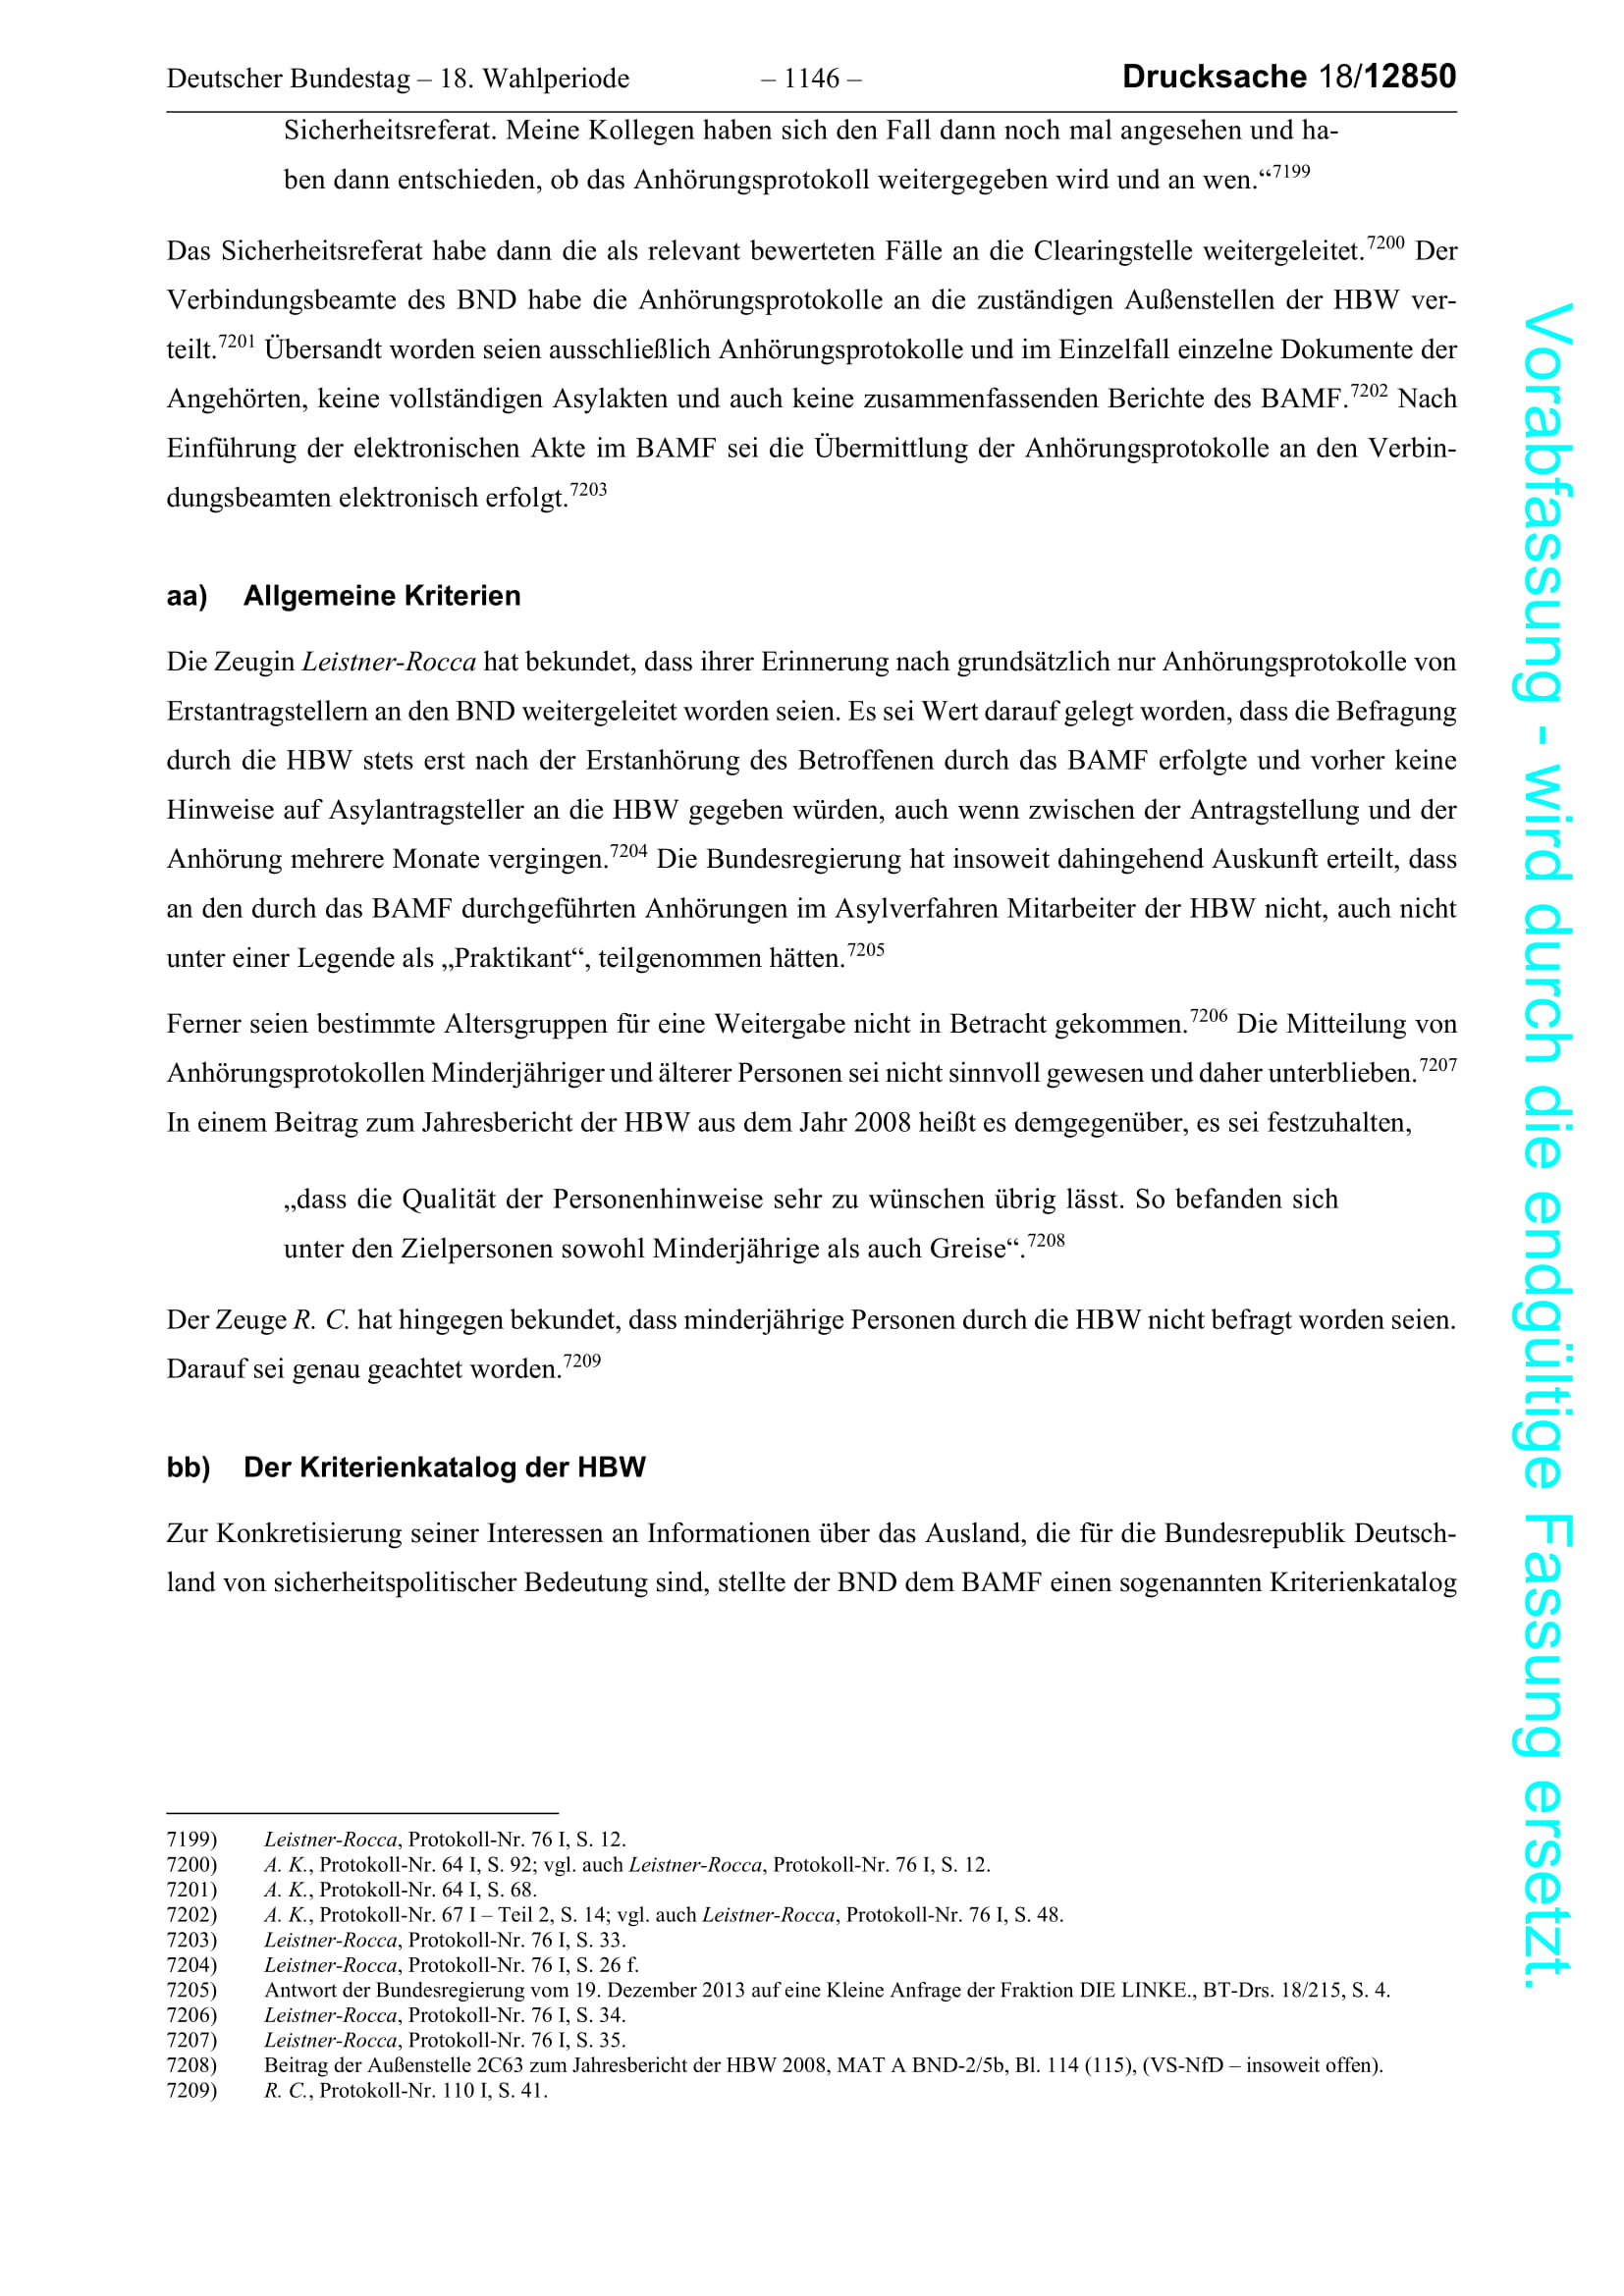 Deutscher Bundestag – 18. Wahlperiode – 1146 – Drucksache 18/12850
Sicherheitsreferat. Meine Kollegen haben sich den Fall dann noch mal angesehen und ha-
ben dann entschieden, ob das Anhörungsprotokoll weitergegeben wird und an wen.“7199
Das Sicherheitsreferat habe dann die als relevant bewerteten Fälle an die Clearingstelle weitergeleitet.7200 Der
Verbindungsbeamte des BND habe die Anhörungsprotokolle an die zuständigen Außenstellen der HBW ver-
teilt.7201 Übersandt worden seien ausschließlich Anhörungsprotokolle und im Einzelfall einzelne Dokumente der
Angehörten, keine vollständigen Asylakten und auch keine zusammenfassenden Berichte des BAMF.7202 Nach
Einführung der elektronischen Akte im BAMF sei die Übermittlung der Anhörungsprotokolle an den Verbin-
dungsbeamten elektronisch erfolgt.7203
aa) Allgemeine Kriterien
Die Zeugin Leistner-Rocca hat bekundet, dass ihrer Erinnerung nach grundsätzlich nur Anhörungsprotokolle von
Erstantragstellern an den BND weitergeleitet worden seien. Es sei Wert darauf gelegt worden, dass die Befragung
durch die HBW stets erst nach der Erstanhörung des Betroffenen durch das BAMF erfolgte und vorher keine
Hinweise auf Asylantragsteller an die HBW gegeben würden, auch wenn zwischen der Antragstellung und der
Anhörung mehrere Monate vergingen.7204 Die Bundesregierung hat insoweit dahingehend Auskunft erteilt, dass
an den durch das BAMF durchgeführten Anhörungen im Asylverfahren Mitarbeiter der HBW nicht, auch nicht
unter einer Legende als „Praktikant“, teilgenommen hätten.7205
Ferner seien bestimmte Altersgruppen für eine Weitergabe nicht in Betracht gekommen.7206 Die Mitteilung von
Anhörungsprotokollen Minderjähriger und älterer Personen sei nicht sinnvoll gewesen und daher unterblieben.7207
In einem Beitrag zum Jahresbericht der HBW aus dem Jahr 2008 heißt es demgegenüber, es sei festzuhalten,
„dass die Qualität der Personenhinweise sehr zu wünschen übrig lässt. So befanden sich
unter den Zielpersonen sowohl Minderjährige als auch Greise“.7208
Der Zeuge R. C. hat hingegen bekundet, dass minderjährige Personen durch die HBW nicht befragt worden seien.
Darauf sei genau geachtet worden.7209
bb) Der Kriterienkatalog der HBW
Zur Konkretisierung seiner Interessen an Informationen über das Ausland, die für die Bundesrepublik Deutsch-
land von sicherheitspolitischer Bedeutung sind, stellte der BND dem BAMF einen sogenannten Kriterienkatalog
7199) Leistner-Rocca, Protokoll-Nr. 76 I, S. 12.
7200) A. K., Protokoll-Nr. 64 I, S. 92; vgl. auch Leistner-Rocca, Protokoll-Nr. 76 I, S. 12.
7201) A. K., Protokoll-Nr. 64 I, S. 68.
7202) A. K., Protokoll-Nr. 67 I – Teil 2, S. 14; vgl. auch Leistner-Rocca, Protokoll-Nr. 76 I, S. 48.
7203) Leistner-Rocca, Protokoll-Nr. 76 I, S. 33.
7204) Leistner-Rocca, Protokoll-Nr. 76 I, S. 26 f.
7205) Antwort der Bundesregierung vom 19. Dezember 2013 auf eine Kleine Anfrage der Fraktion DIE LINKE., BT-Drs. 18/215, S. 4.
7206) Leistner-Rocca, Protokoll-Nr. 76 I, S. 34.
7207) Leistner-Rocca, Protokoll-Nr. 76 I, S. 35.
7208) Beitrag der Außenstelle 2C63 zum Jahresbericht der HBW 2008, MAT A BND-2/5b, Bl. 114 (115), (VS-NfD – insoweit offen).
7209) R. C., Protokoll-Nr. 110 I, S. 41.
Vorabfassung - wird durch die endgültige Fassung ersetzt.